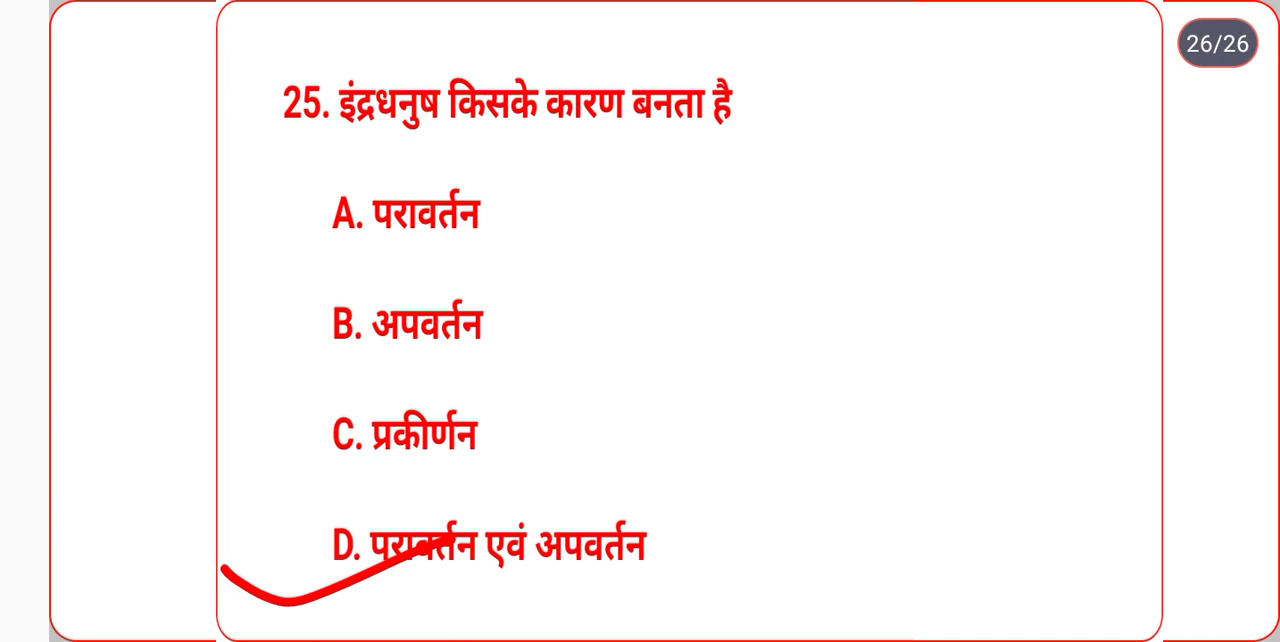 26/26
25. इंद्रधनुष किसके कारण बनता है
A. परावर्तन
B. अपवर्तन
C. प्रकीर्णन
D. परावर्तन एवं अपवर्तन